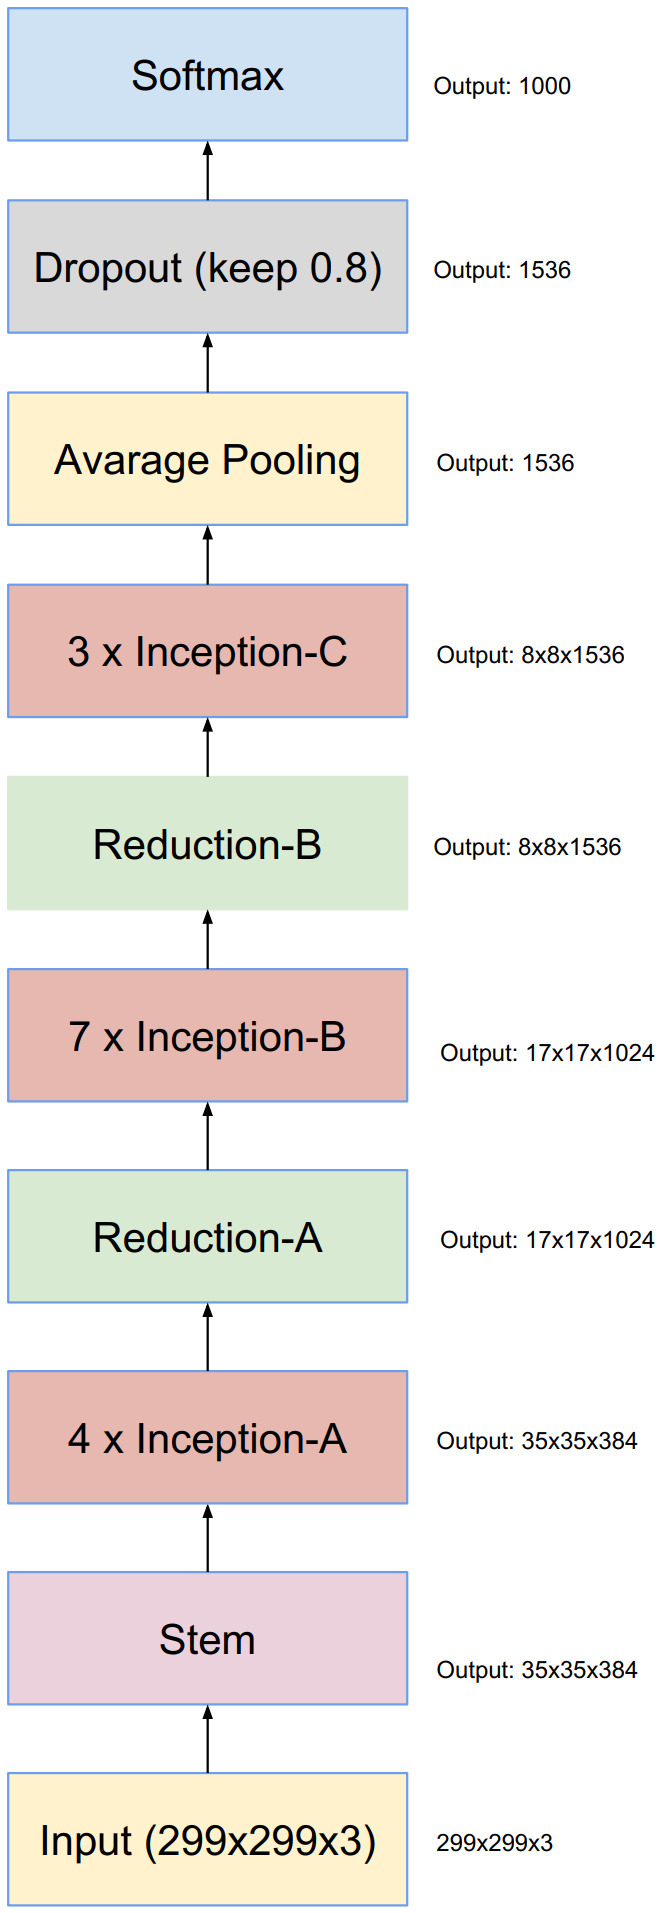 Softmax
Output: 1000
Dropout (keep 0.8)
Output: 1536
Avarage Pooling
Output: 1536
3 x Inception-C
Output: 8x8x1536
Reduction-B
Output: 8x8x1536
7 x Inception-B
Output: 17x17x1024
Reduction-A
Output: 17x17x1024
4 x Inception-A
Output: 35x35x384
Stem
Output: 35x35x384
Input (299x299x3)
299x299x3